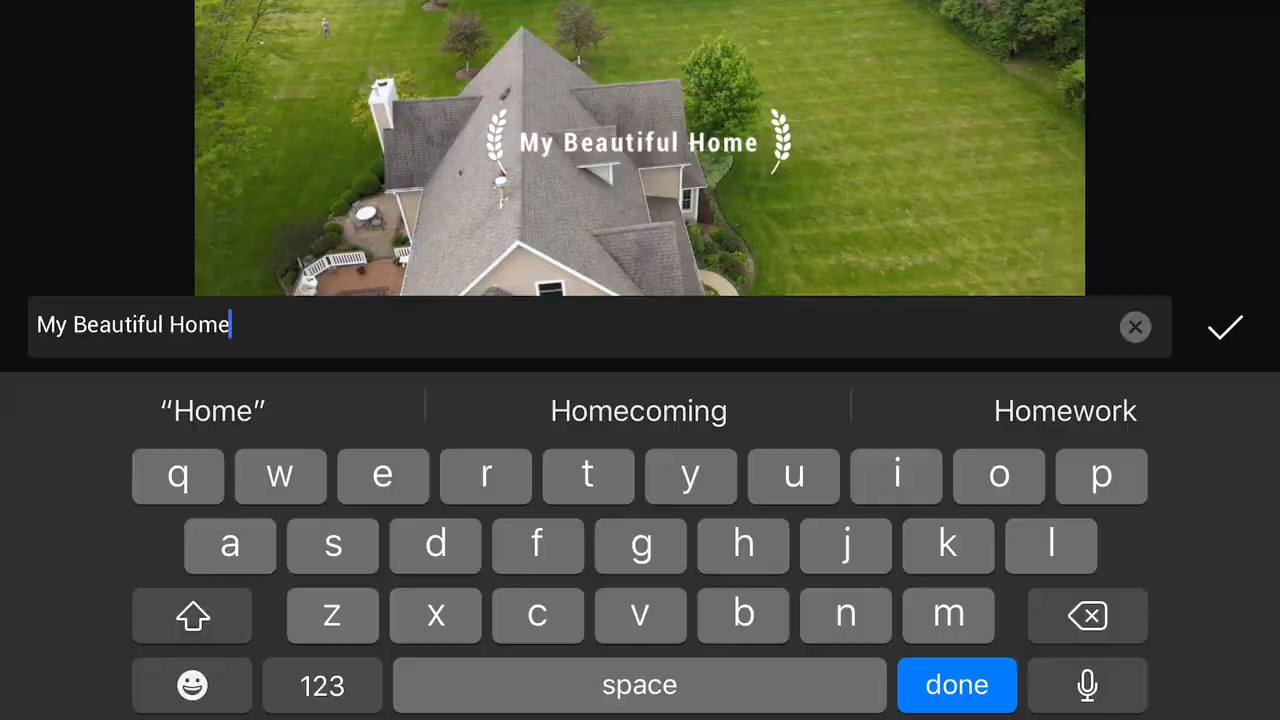 My Beautiful Home
My Beautiful Home
“Home” Homecoming Homework
q w e r t y u i o p
a s d f g h j k l
z x c v b n m
123 space done